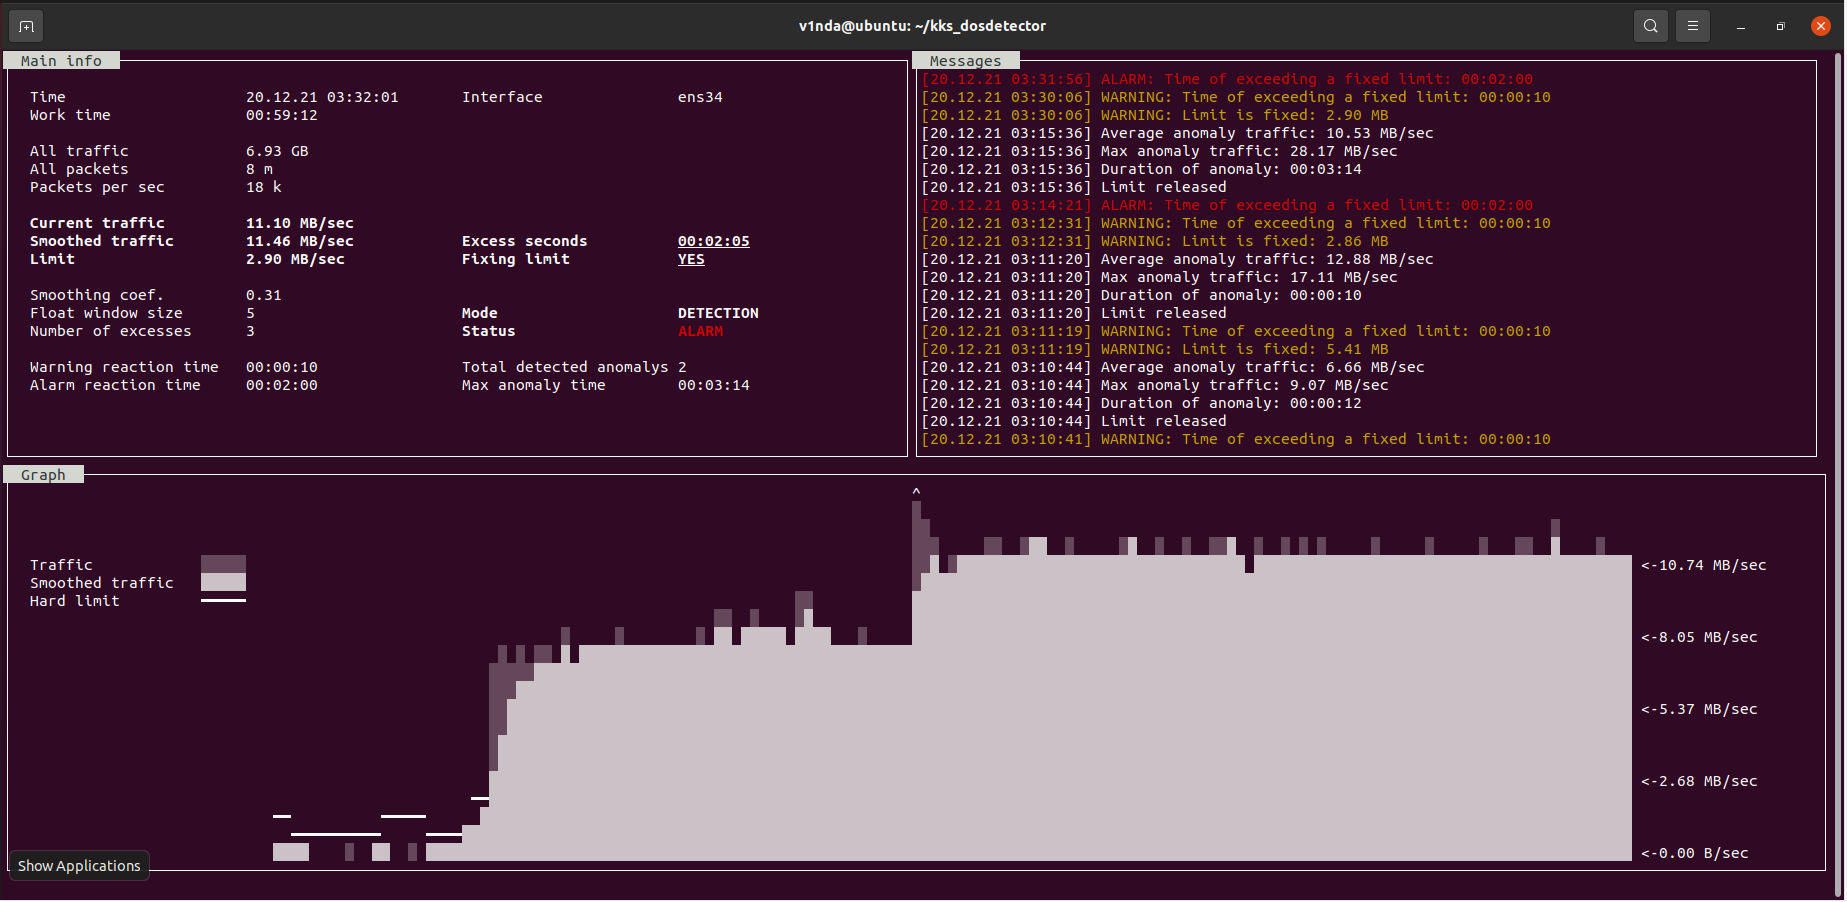 v1nda@ubuntu: ~/kks_dosdetector
Main info
Time 20.12.21 03:32:01 Interface ens34
Work time 00:59:12
All traffic 6.93 GB
All packets 8 m
Packets per sec 18 k
Current traffic 11.10 MB/sec
Smoothed traffic 11.46 MB/sec Excess seconds 00:02:05
Limit 2.90 MB/sec Fixing limit YES
Smoothing coef. 0.31
Float window size 5 Mode DETECTION
Number of excesses 3 Status ALARM
Warning reaction time 00:00:10 Total detected anomalys 2
Alarm reaction time 00:02:00 Max anomaly time 00:03:14
Messages
[20.12.21 03:31:56] ALARM: Time of exceeding a fixed limit: 00:02:00
[20.12.21 03:30:06] WARNING: Time of exceeding a fixed limit: 00:00:10
[20.12.21 03:30:06] WARNING: Limit is fixed: 2.90 MB
[20.12.21 03:15:36] Average anomaly traffic: 10.53 MB/sec
[20.12.21 03:15:36] Max anomaly traffic: 28.17 MB/sec
[20.12.21 03:15:36] Duration of anomaly: 00:03:14
[20.12.21 03:15:36] Limit released
[20.12.21 03:14:21] ALARM: Time of exceeding a fixed limit: 00:02:00
[20.12.21 03:12:31] WARNING: Time of exceeding a fixed limit: 00:00:10
[20.12.21 03:12:31] WARNING: Limit is fixed: 2.86 MB
[20.12.21 03:11:20] Average anomaly traffic: 12.88 MB/sec
[20.12.21 03:11:20] Max anomaly traffic: 17.11 MB/sec
[20.12.21 03:11:20] Duration of anomaly: 00:00:10
[20.12.21 03:11:20] Limit released
[20.12.21 03:11:19] WARNING: Time of exceeding a fixed limit: 00:00:10
[20.12.21 03:11:19] WARNING: Limit is fixed: 5.41 MB
[20.12.21 03:10:44] Average anomaly traffic: 6.66 MB/sec
[20.12.21 03:10:44] Max anomaly traffic: 9.07 MB/sec
[20.12.21 03:10:44] Duration of anomaly: 00:00:12
[20.12.21 03:10:44] Limit released
[20.12.21 03:10:41] WARNING: Time of exceeding a fixed limit: 00:00:10
Graph
^
Traffic
Smoothed traffic
Hard limit
<-10.74 MB/sec
<-8.05 MB/sec
<-5.37 MB/sec
<-2.68 MB/sec
<-0.00 B/sec
Show Applications